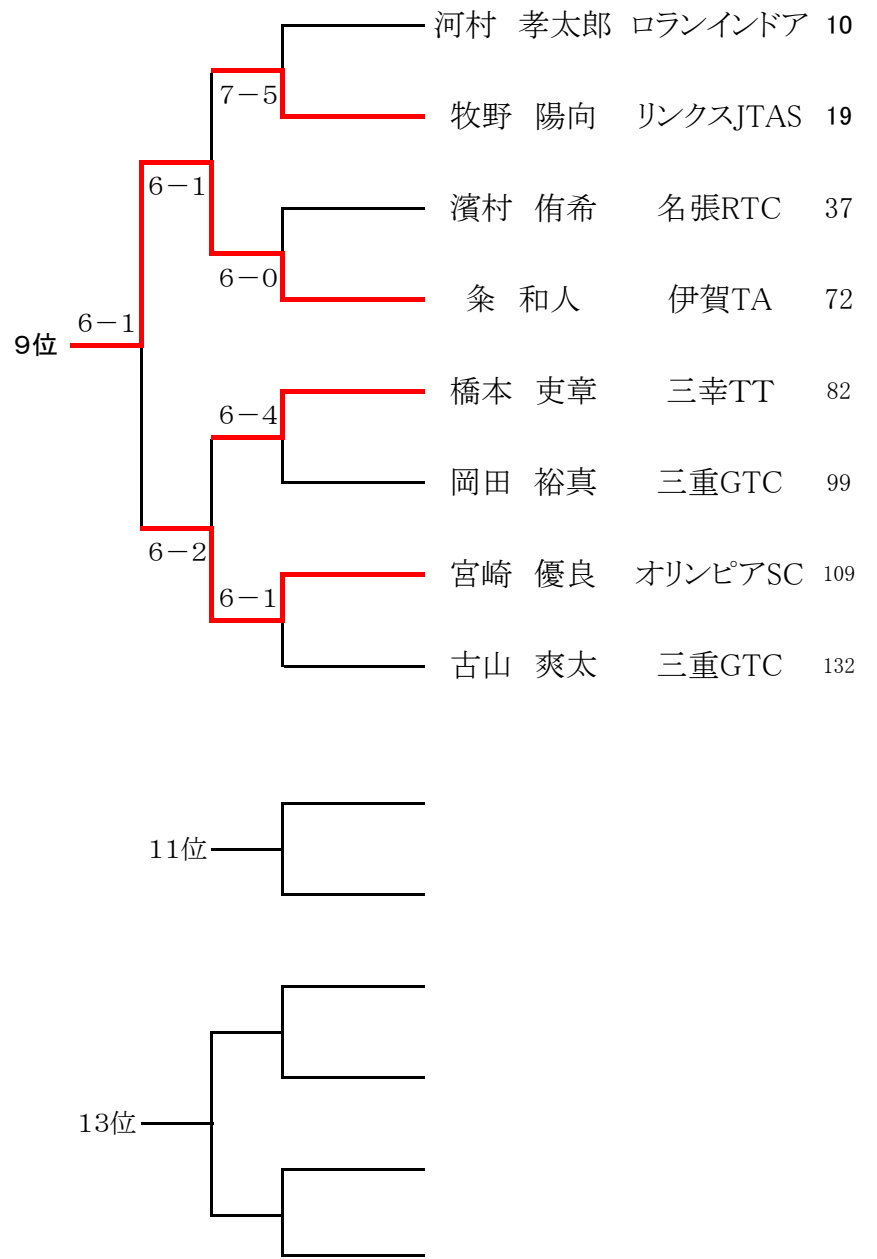 河村 孝太郎 ロランインドア 10
7－5
牧野 陽向 リンクスJTAS 19
6－1
濱村 侑希 名張RTC 37
6－0
粂 和人 伊賀TA 72
6－1
9位
橋本 吏章 三幸TT 82
6－4
岡田 裕真 三重GTC 99
6－2
宮崎 優良 オリンピアSC 109
6－1
古山 爽太 三重GTC 132
11位
13位